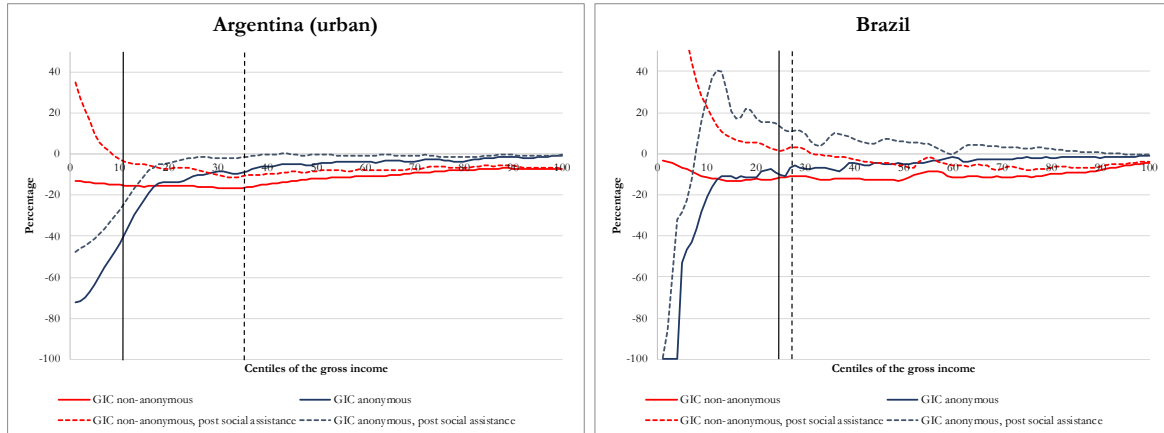 Argentina (urban)
40
20
0
-20
-40
-60
-80
-100
0 10 20 30 40 50 60 70 80 90 100
Percentage
Centiles of the gross income
GIC non-anonymous
GIC anonymous
GIC non-anonymous, post social assistance
GIC anonymous, post social assistance
Brazil
40
20
0
-20
-40
-60
-80
-100
0 10 20 30 40 50 60 70 80 90 100
Percentage
Centiles of the gross income
GIC non-anonymous
GIC anonymous
GIC non-anonymous, post social assistance
GIC anonymous, post social assistance